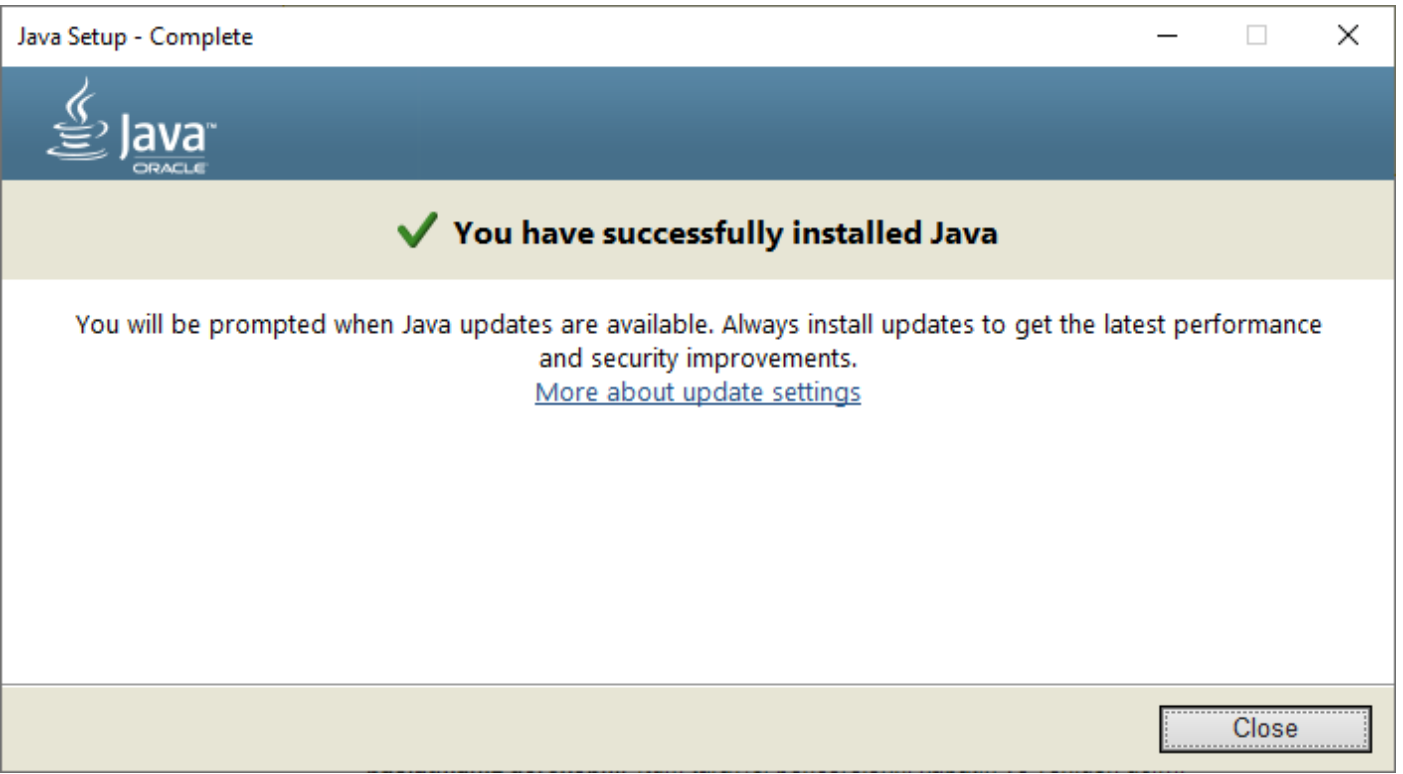 Java Setup - Complete
Java™
ORACLE
You have successfully installed Java
You will be prompted when Java updates are available. Always install updates to get the latest performance
and security improvements.
More about update settings
Close